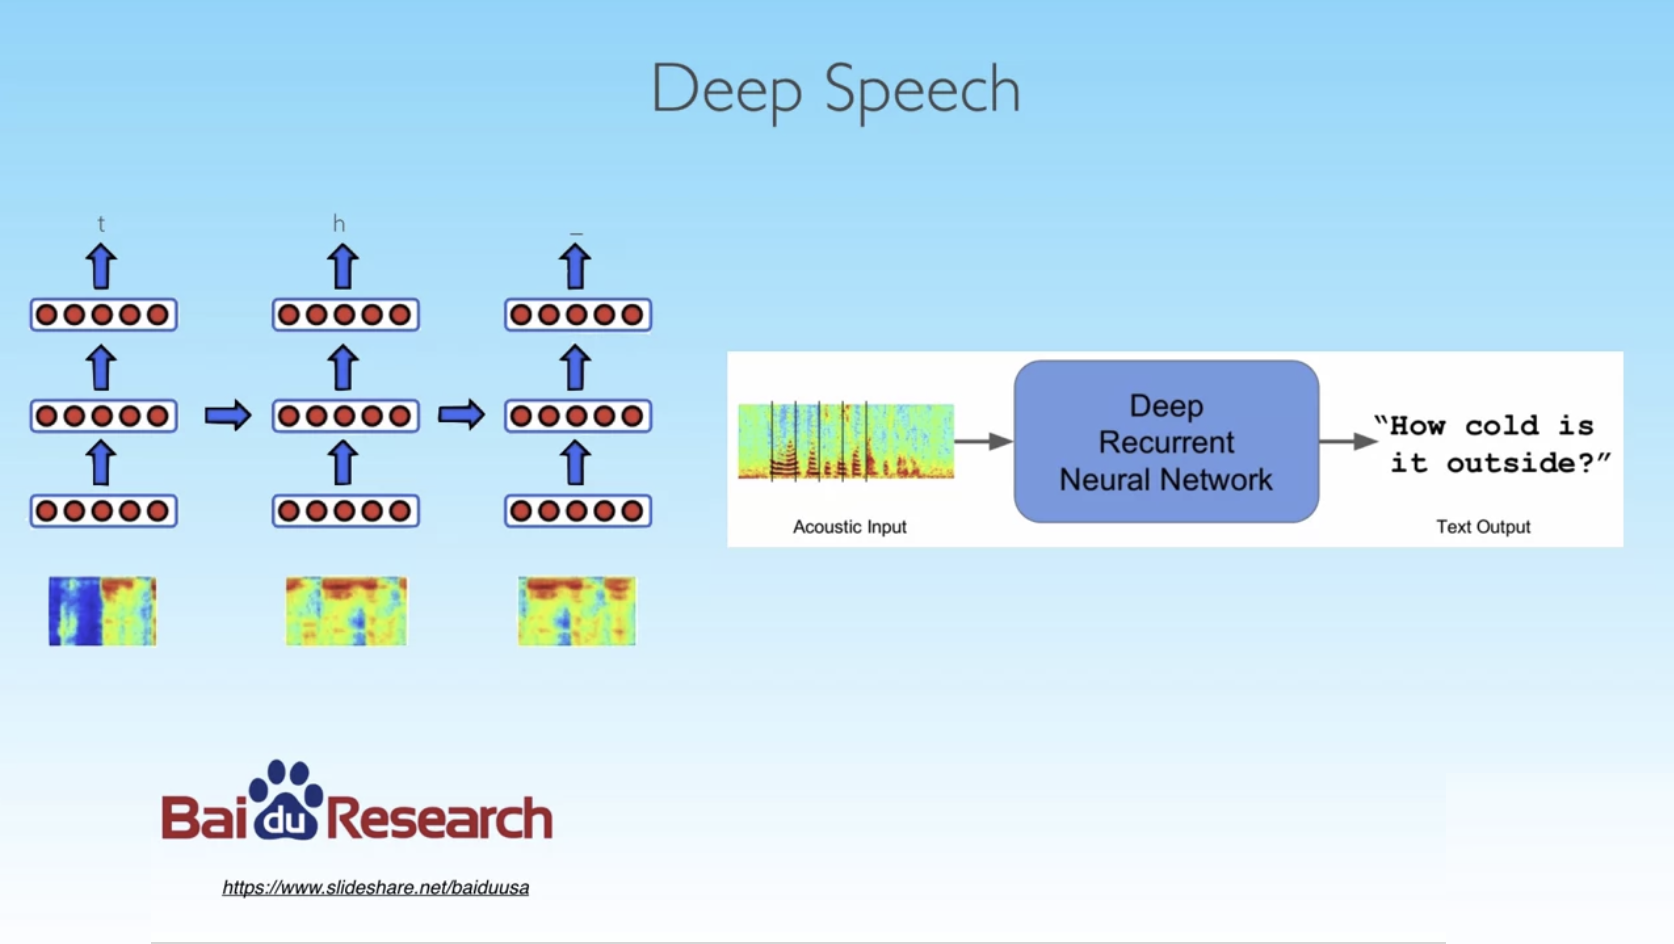 Deep Speech
t
h
_
Deep
Recurrent
Neural Network
“How cold is
it outside?”
Acoustic Input
Text Output
Bai du Research
https://www.slideshare.net/baiduusa